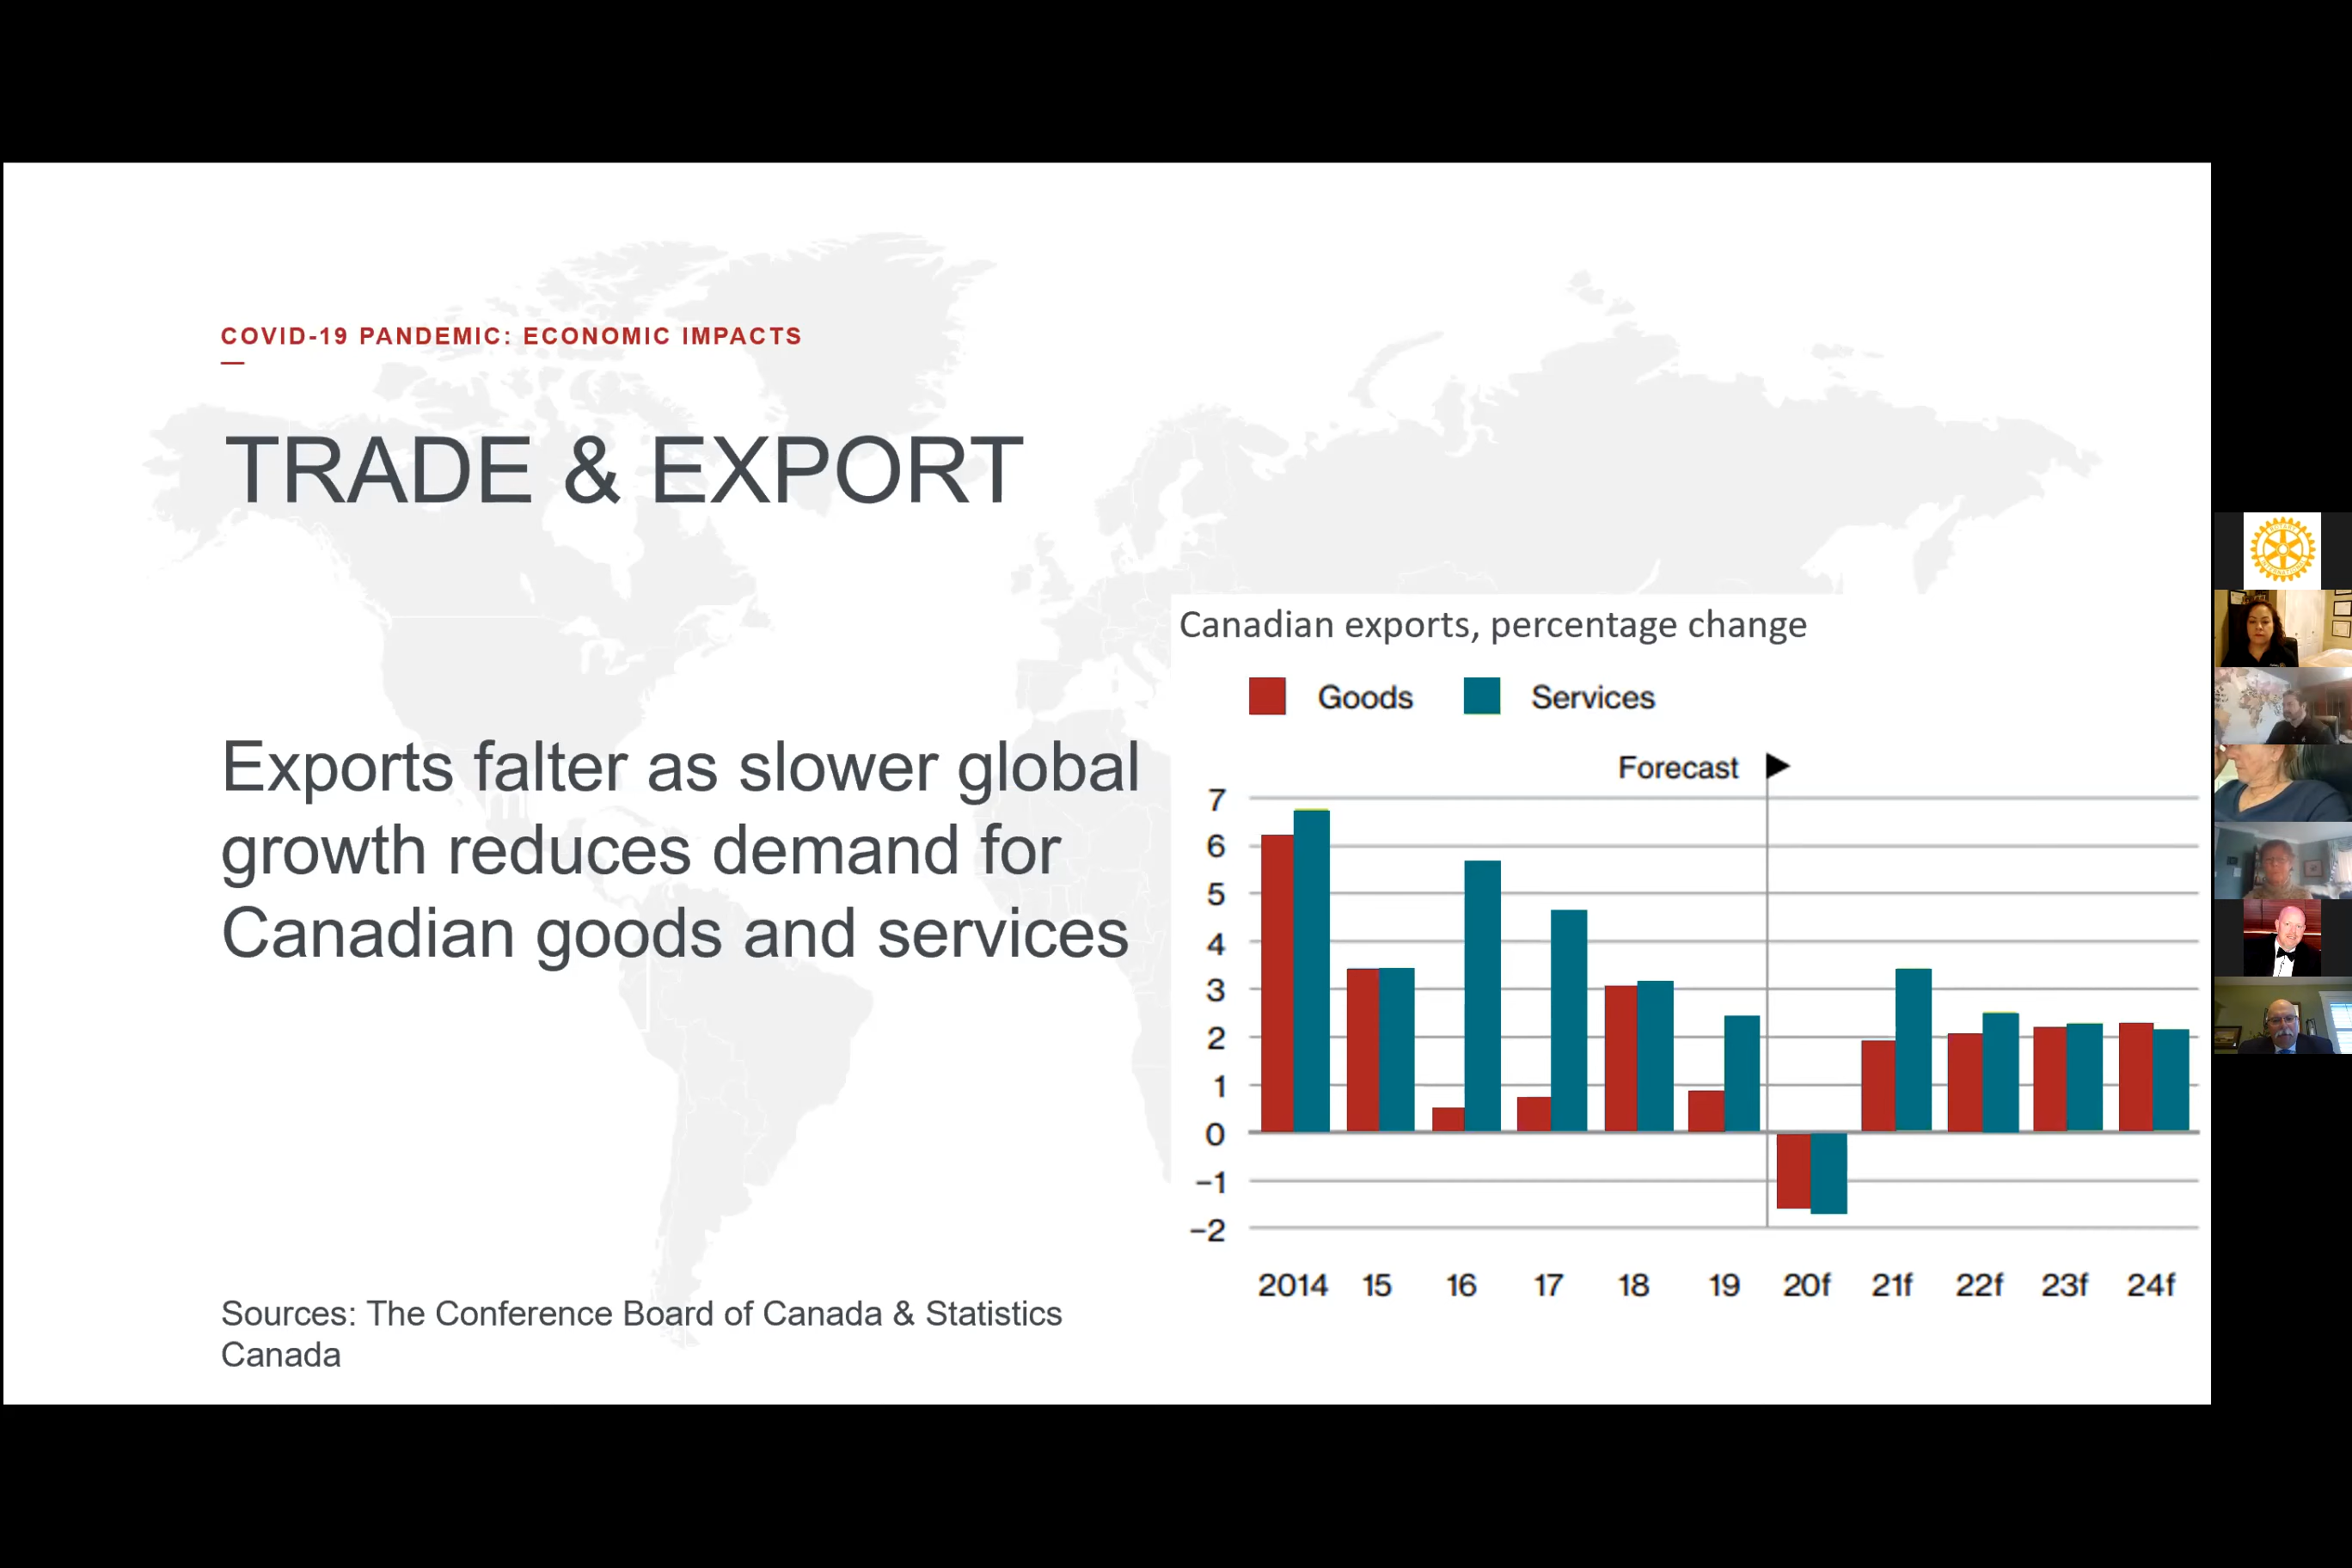 COVID-19 PANDEMIC: ECONOMIC IMPACTS
TRADE & EXPORT
Exports falter as slower global
growth reduces demand for
Canadian goods and services
Sources: The Conference Board of Canada & Statistics
Canada
Canadian exports, percentage change
Goods Services
Forecast
7
6
5
4
3
2
1
0
−1
−2
2014 15 16 17 18 19 20f 21f 22f 23f 24f
ROTARY
INTERNATIONAL